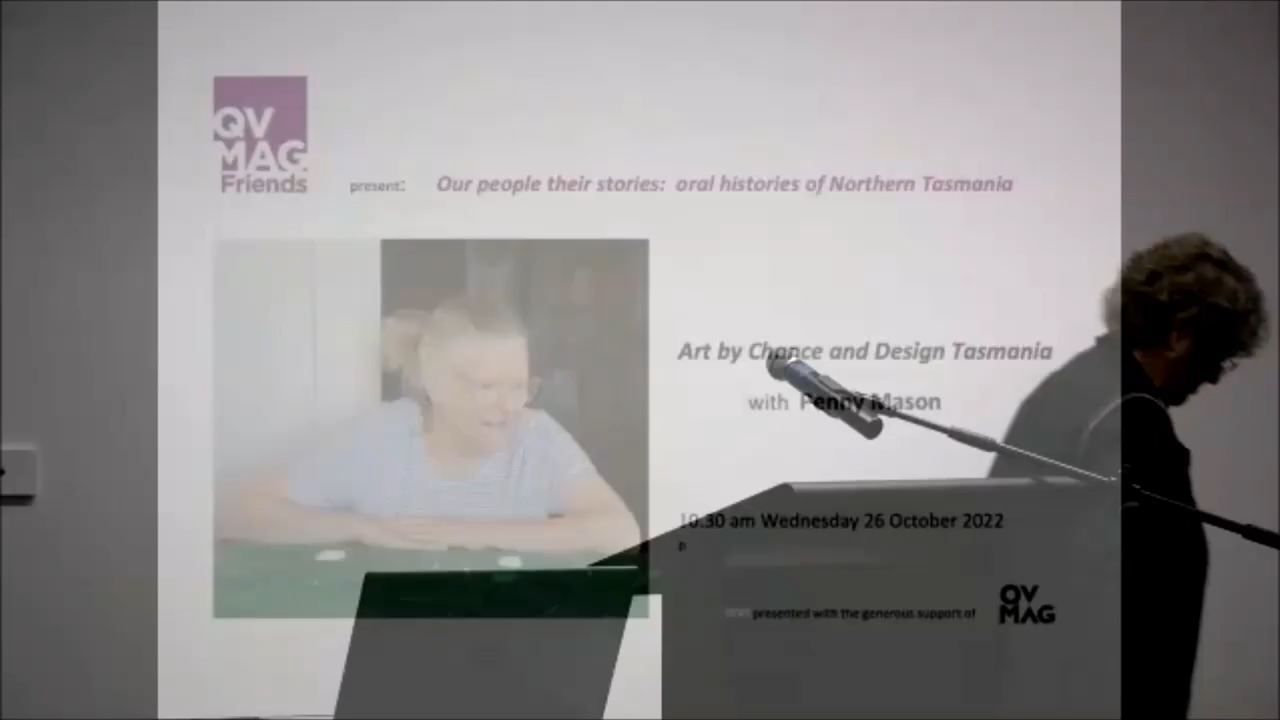 QV
MAG
Friends
present: Our people their stories: oral histories of Northern Tasmania
Art by Chance and Design Tasmania
with Penny Mason
10.30 am Wednesday 26 October 2022
p
presented with the generous support of
QV
MAG